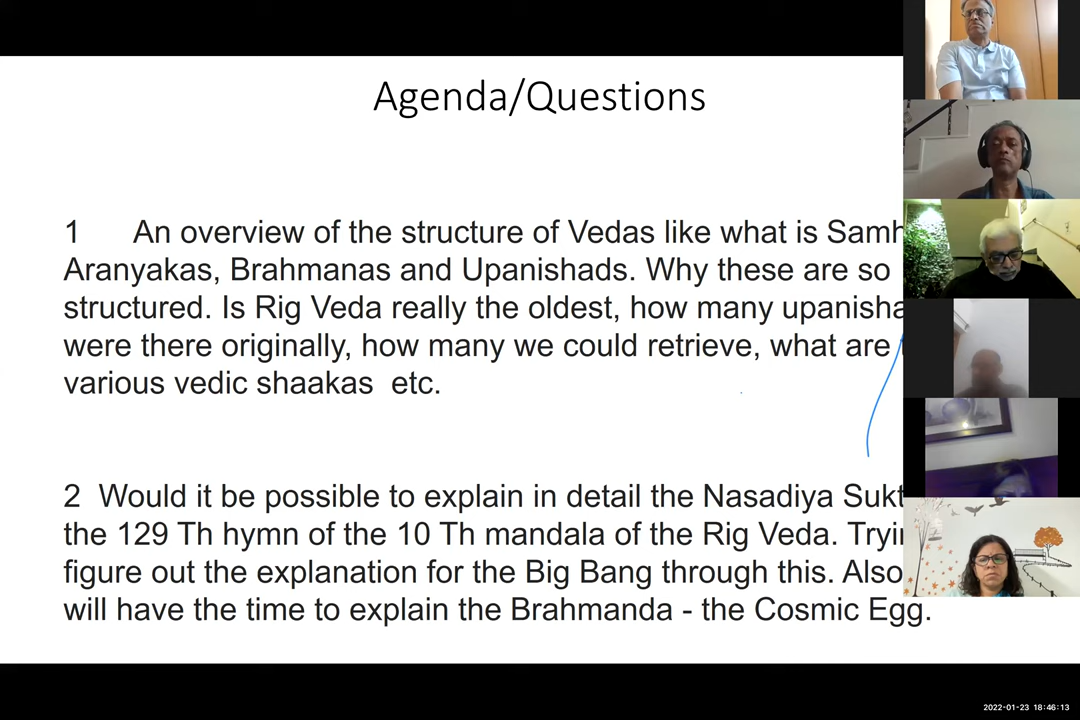 Agenda/Questions
1 An overview of the structure of Vedas like what is
Aranyakas, Brahmanas and Upanishads. Why these are so
structured. Is Rig Veda really the oldest, how many
were there originally, how many we could retrieve, what are
various vedic shaakas etc.
2 Would it be possible to explain in detail the Nasadiya
the 129 Th hymn of the 10 Th mandala of the Rig Veda.
figure out the explanation for the Big Bang through this. Also
will have the time to explain the Brahmanda - the Cosmic Egg.
2022-01-23 18:46:13